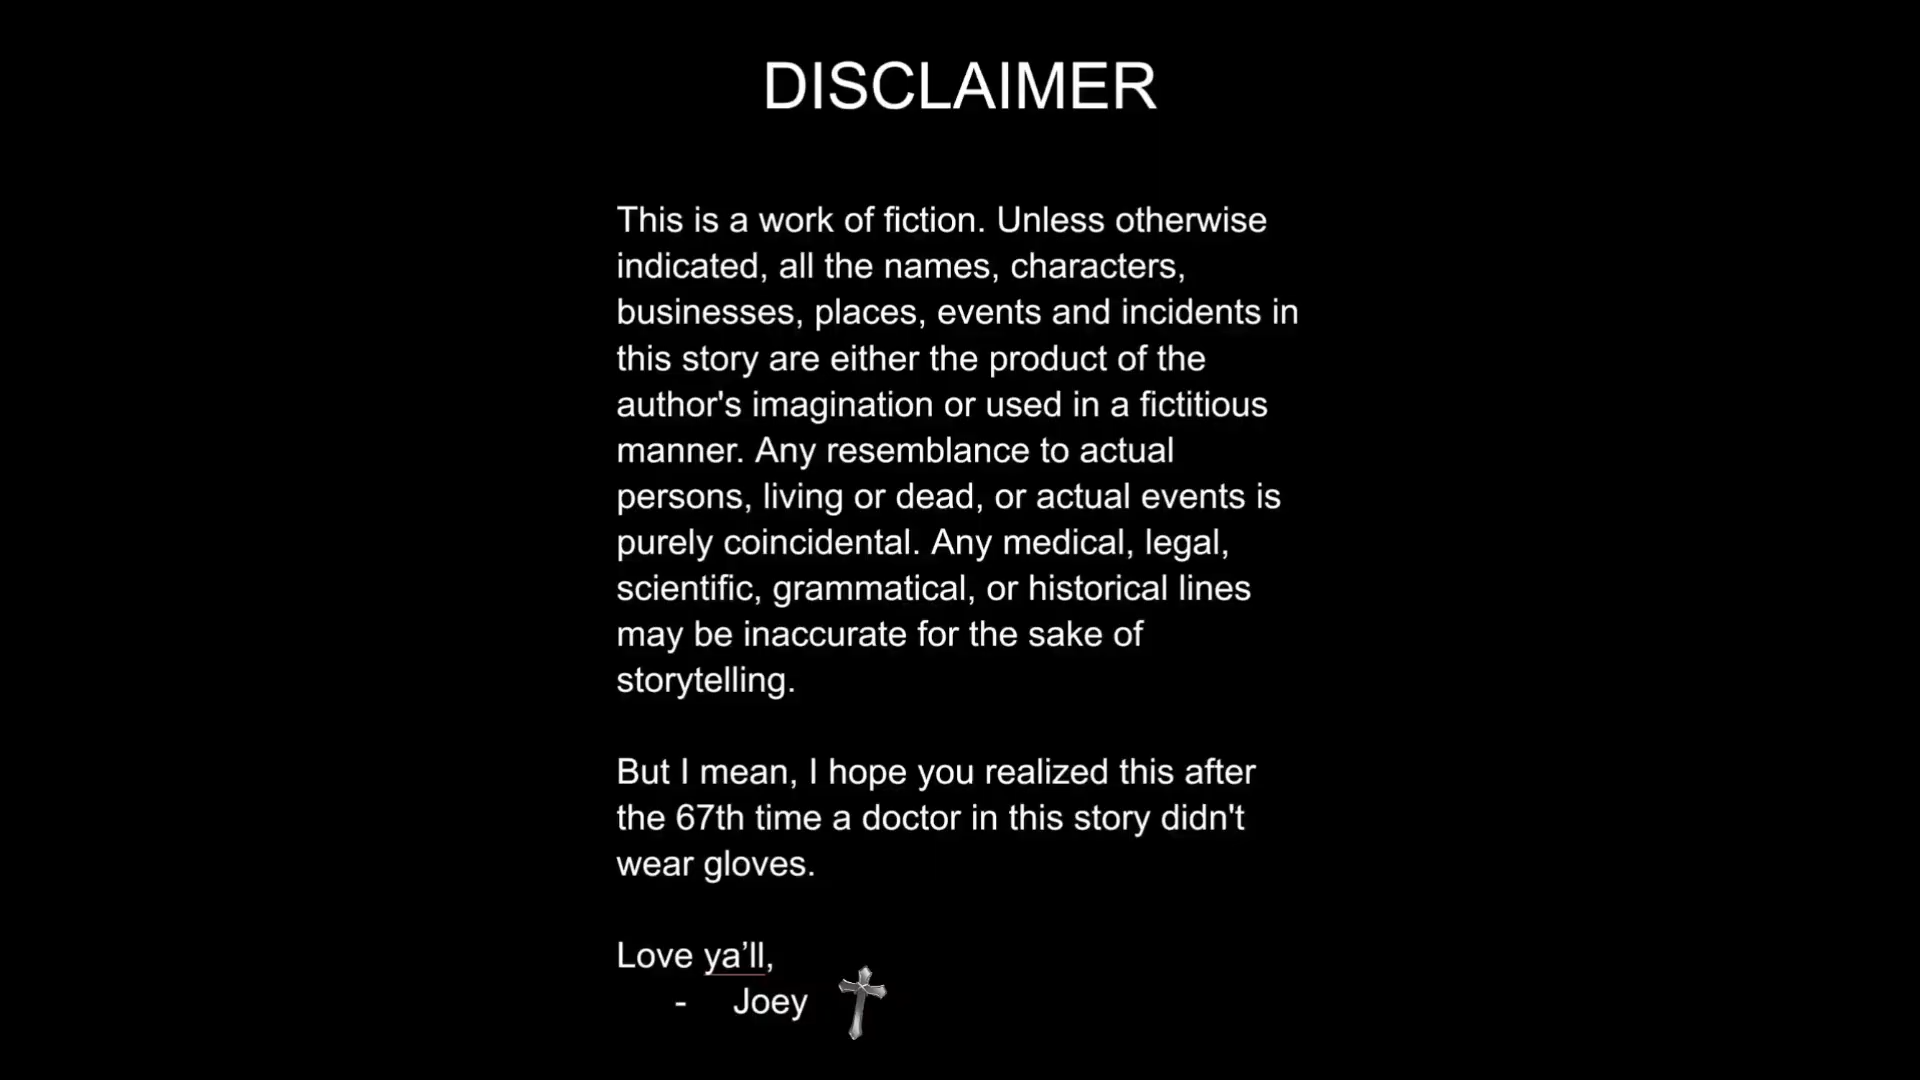 DISCLAIMER
This is a work of fiction. Unless otherwise
indicated, all the names, characters,
businesses, places, events and incidents in
this story are either the product of the
author's imagination or used in a fictitious
manner. Any resemblance to actual
persons, living or dead, or actual events is
purely coincidental. Any medical, legal,
scientific, grammatical, or historical lines
may be inaccurate for the sake of
storytelling.
But I mean, I hope you realized this after
the 67th time a doctor in this story didn't
wear gloves.
Love ya’ll,
- Joey